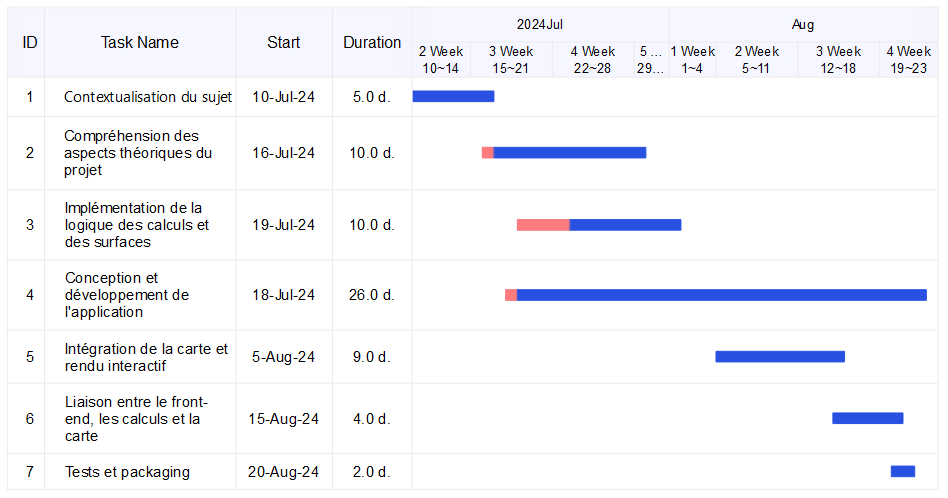 ID Task Name Start Duration 2024Jul Aug
2 Week 3 Week 4 Week 5 ... 1 Week 2 Week 3 Week 4 Week
10~14 15~21 22~28 29... 1~4 5~11 12~18 19~23
1 Contextualisation du sujet 10-Jul-24 5.0 d.
Compréhension des
2 aspects théoriques du 16-Jul-24 10.0 d.
projet
Implémentation de la
3 logique des calculs et 19-Jul-24 10.0 d.
des surfaces
Conception et
4 développement de 18-Jul-24 26.0 d.
l'application
5 Intégration de la carte et 5-Aug-24 9.0 d.
rendu interactif
Liaison entre le front-
6 end, les calculs et la 15-Aug-24 4.0 d.
carte
7 Tests et packaging 20-Aug-24 2.0 d.